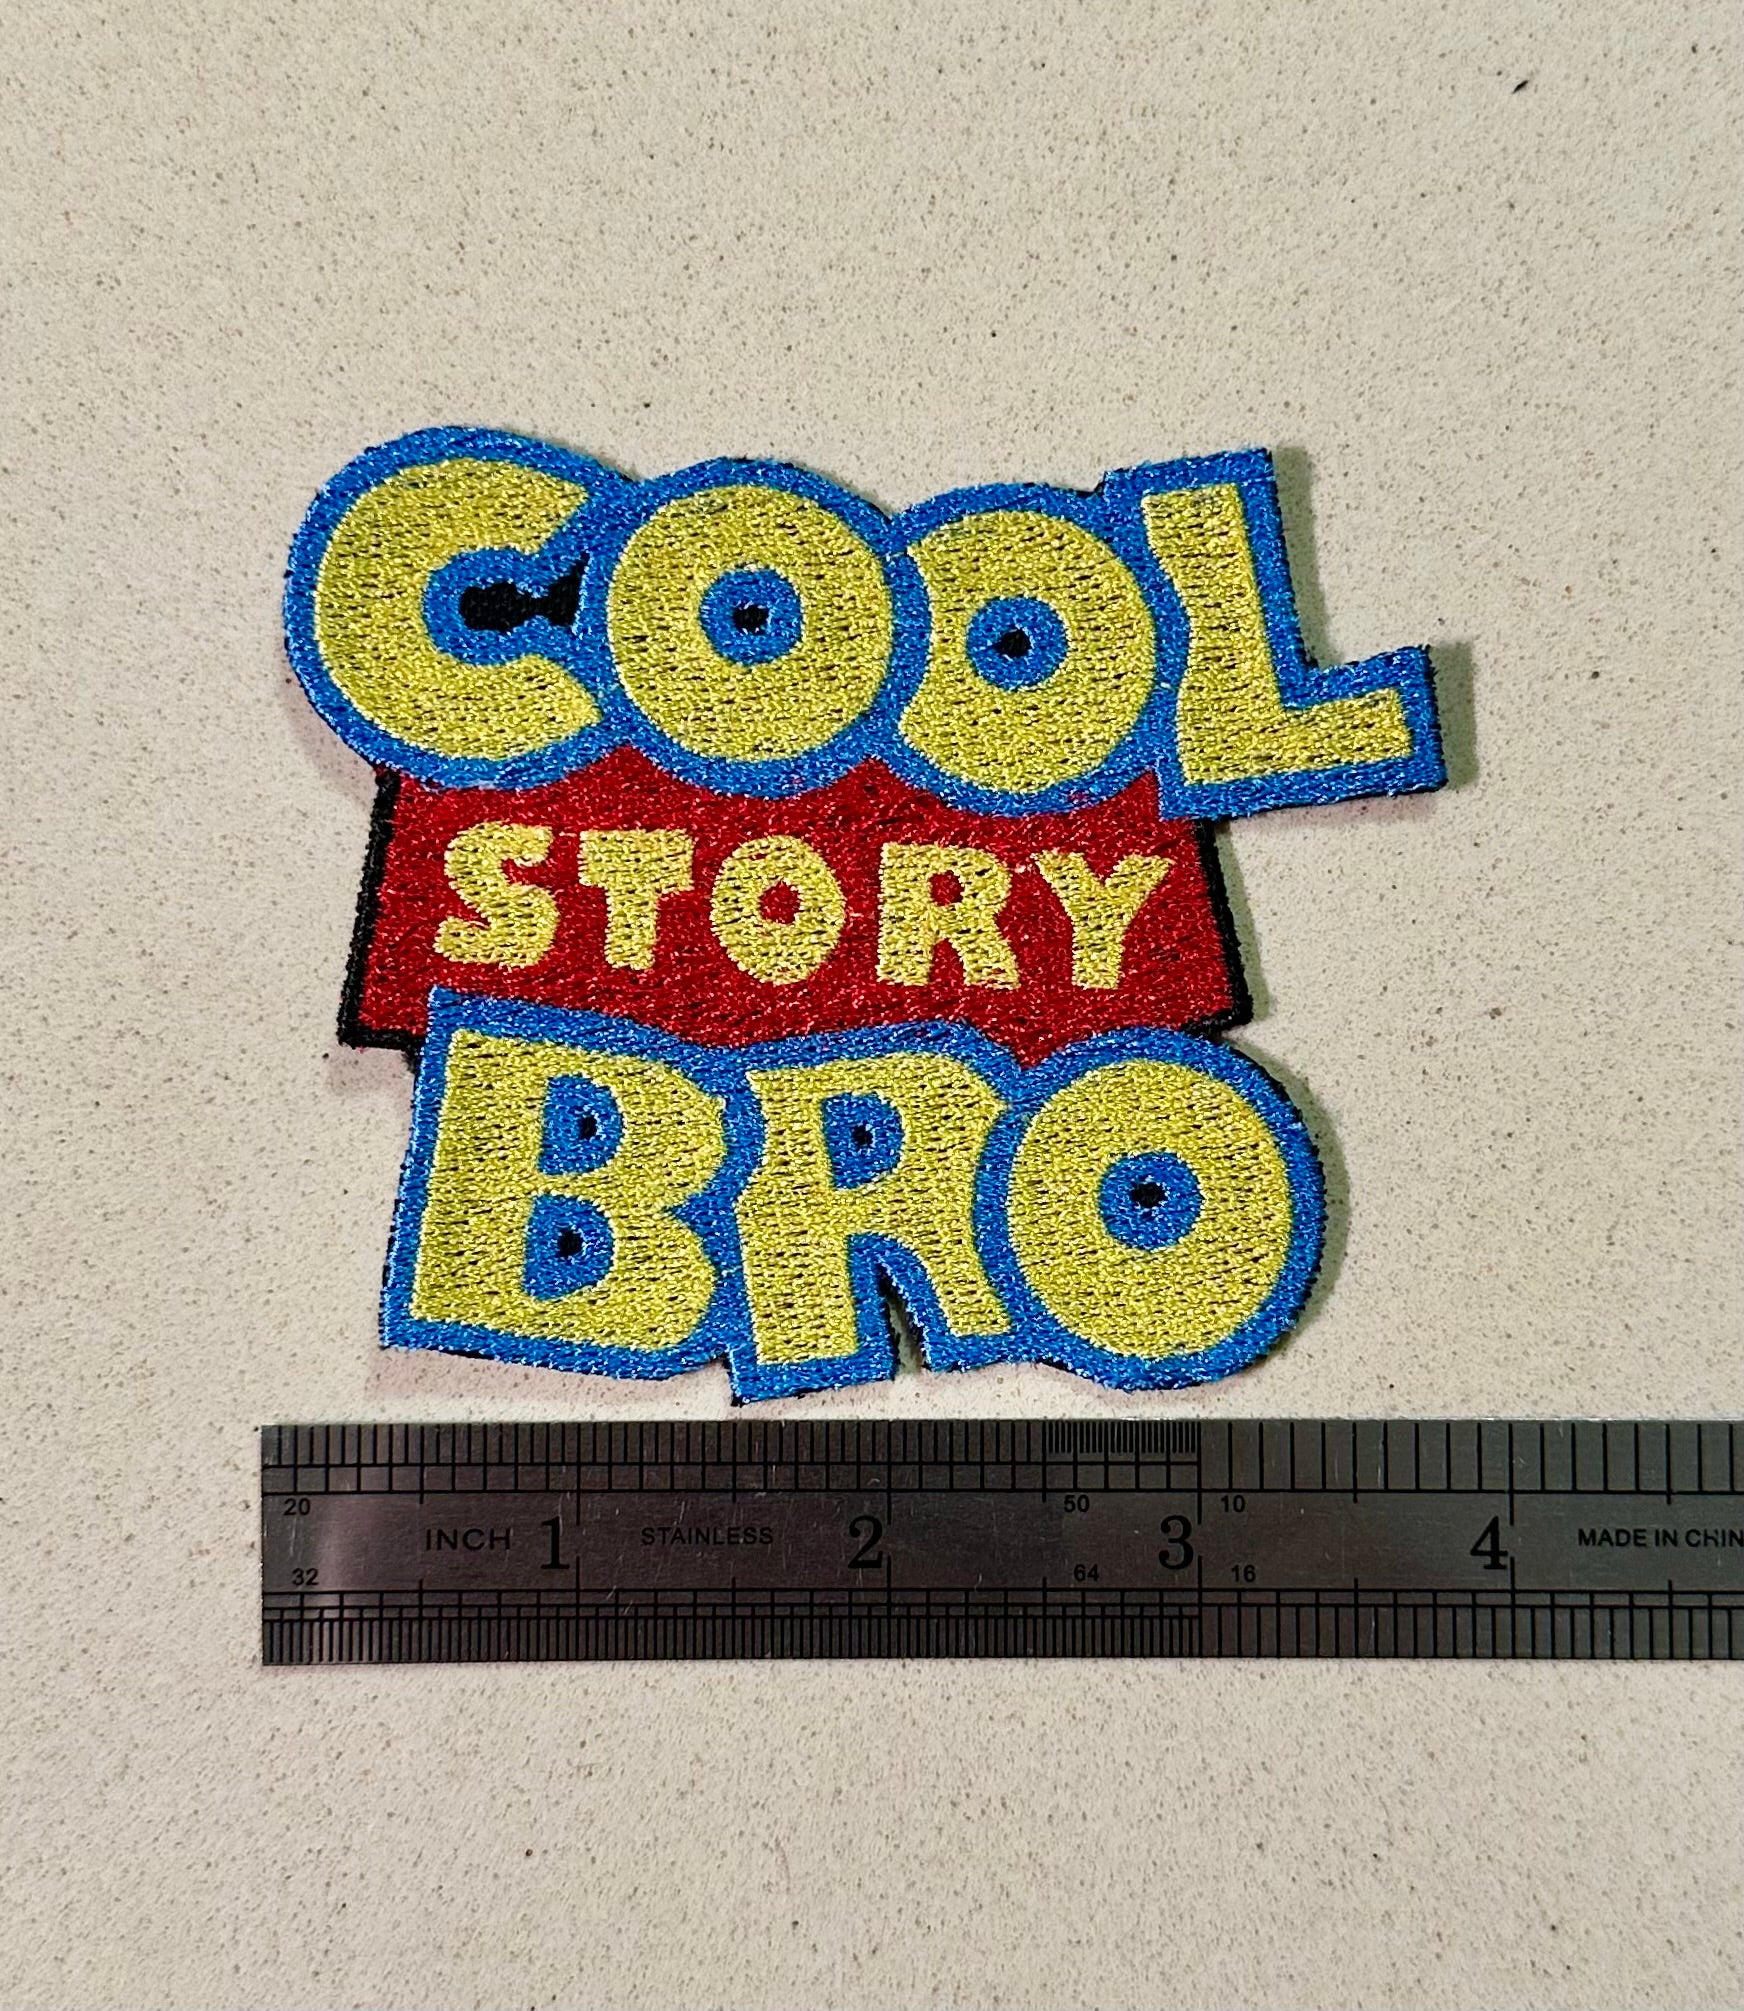 COOL
STORY
BRO
20 50 10
INCH 1 STAINLESS 2 3 4 MADE IN CHIN
32 64 16